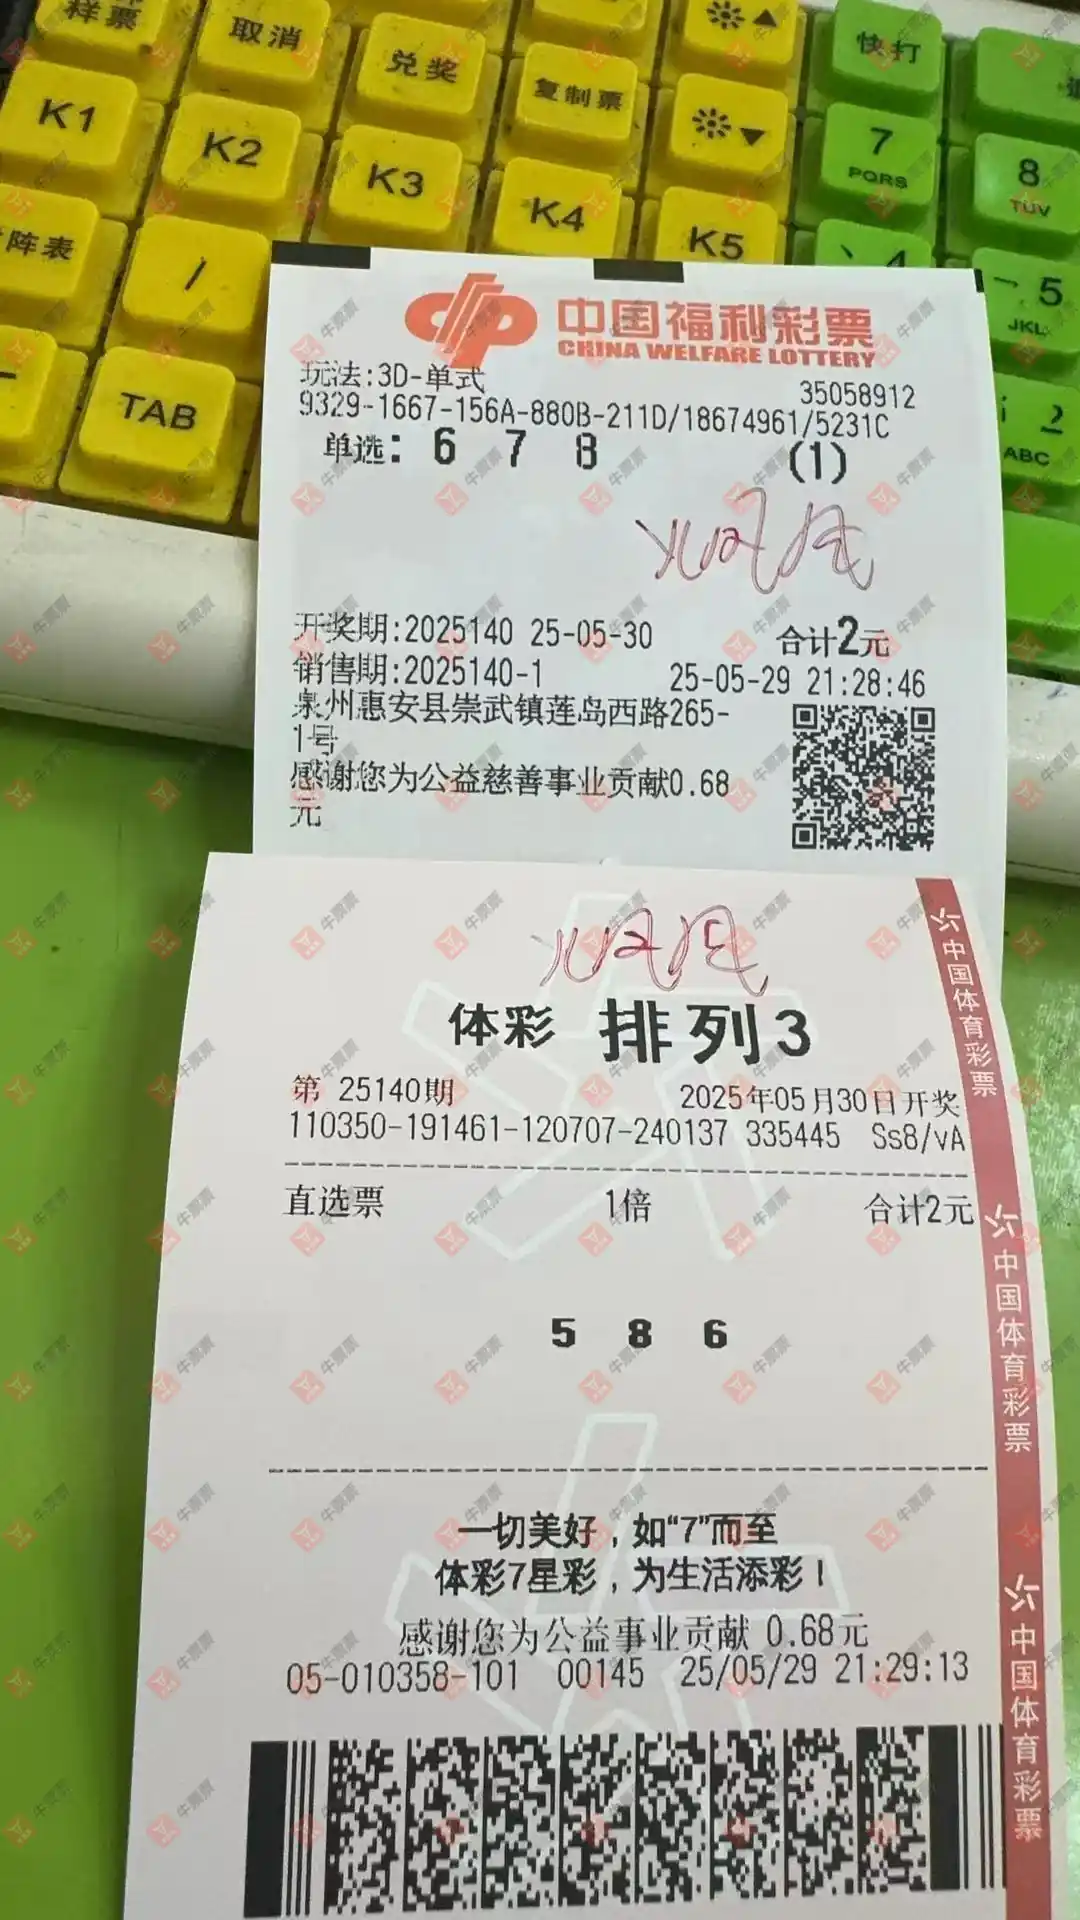 样票
取消
兑奖
复制票
快打
K1
K2
K3
K4
K5
7
PQRS
8
TUV
阵表
/
4
5
JKL
TAB
2
ABC
中国福利彩票
CHINA WELFARE LOTTERY
玩法:3D-单式
35058912
9329-1667-156A-880B-211D/18674961/5231C
单选: 6 7 8 (1)
开奖期:2025140 25-05-30 合计2元
销售期:2025140-1 25-05-29 21:28:46
泉州惠安县崇武镇莲岛西路265-
1号
感谢您为公益慈善事业贡献0.68
元
体彩 排列3
第 25140期 2025年05月30日开奖
110350-191461-120707-240137 335445 Ss8/vA
直选票 1倍 合计2元
5 8 6
一切美好，如“7”而至
体彩7星彩，为生活添彩！
感谢您为公益事业贡献 0.68元
05-010358-101 00145 25/05/29 21:29:13
中国体育彩票
中国体育彩票
中国体育彩票
牛票票